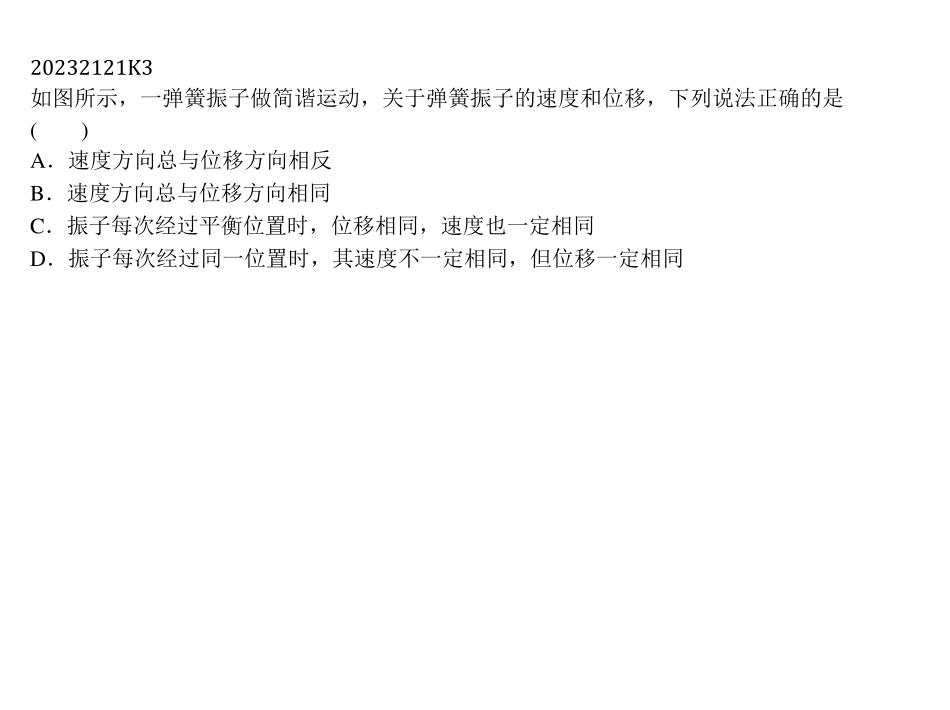 20232121K3
如图所示，一弹簧振子做简谐运动，关于弹簧振子的速度和位移，下列说法正确的是
(　　)
A．速度方向总与位移方向相反
B．速度方向总与位移方向相同
C．振子每次经过平衡位置时，位移相同，速度也一定相同
D．振子每次经过同一位置时，其速度不一定相同，但位移一定相同